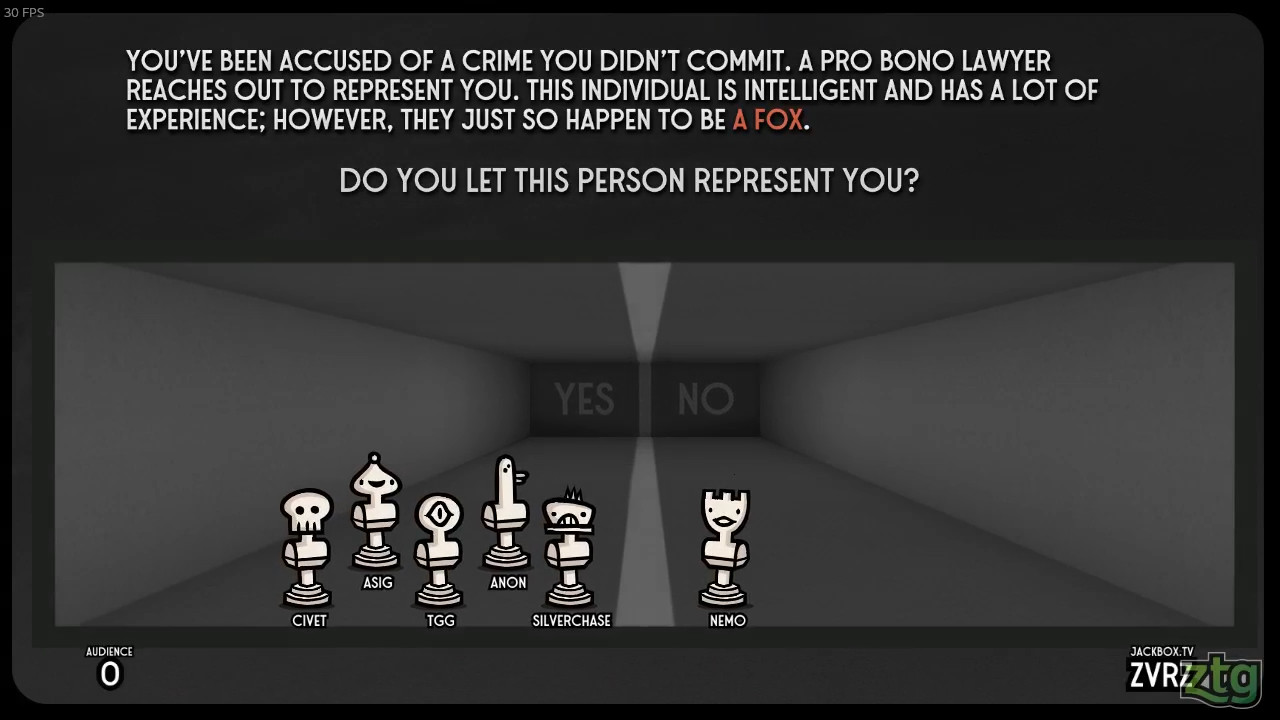 30 FPS
YOU'VE BEEN ACCUSED OF A CRIME YOU DIDN'T COMMIT. A PRO BONO LAWYER
REACHES OUT TO REPRESENT YOU. THIS INDIVIDUAL IS INTELLIGENT AND HAS A LOT OF
EXPERIENCE; HOWEVER, THEY JUST SO HAPPEN TO BE A FOX.
DO YOU LET THIS PERSON REPRESENT YOU?
YES NO
ASIG ANON
CIVET TGG SILVERCHASE NEMO
AUDIENCE
0
JACKBOX.TV
ZVRZ
ztg